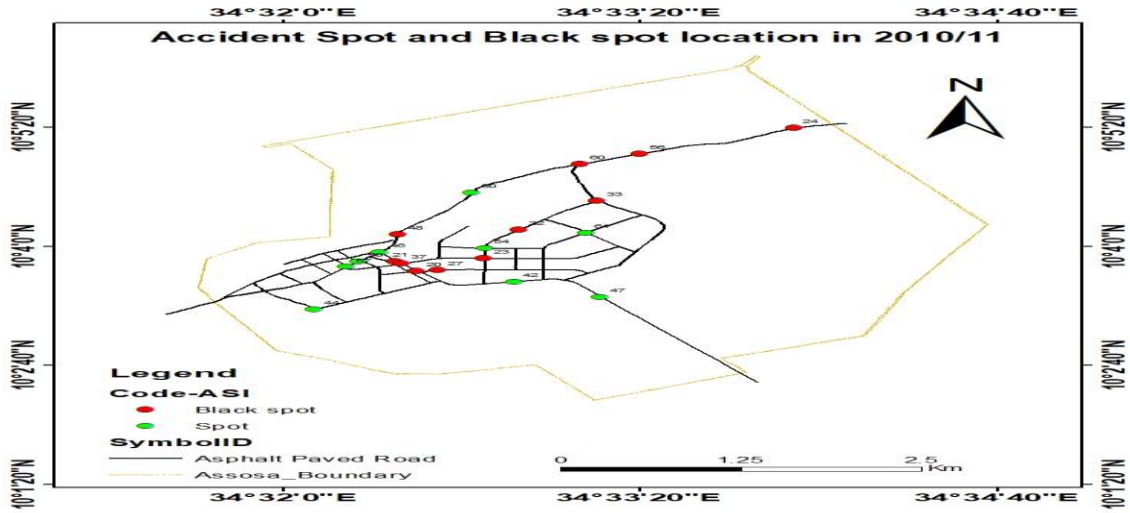 34°32'0"E 34°33'20"E 34°34'40"E
Accident Spot and Black spot location in 2010/11
N
10°5'20"N 10°5'20"N
24
56
60
33
48
10°4'0"N 10°4'0"N
23
21 37
27
42
47
44
10°2'40"N 10°2'40"N
Legend
Code-ASI
Black spot
Spot
SymbolID
Asphalt Paved Road
Assosa_Boundary
0 1.25 2.5
Km
10°1'20"N 10°1'20"N
34°32'0"E 34°33'20"E 34°34'40"E